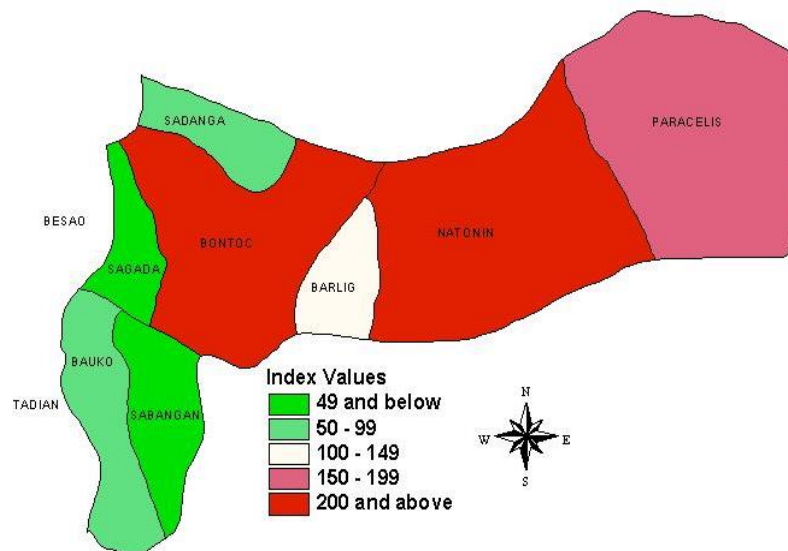 SADANGA
PARACELIS
BESAO
BONTOC
NATONIN
SAGADA
BARLIG
BAUKO
TADIAN
SABANGAN
Index Values
49 and below
50 - 99
100 - 149
150 - 199
200 and above
N
W E
S